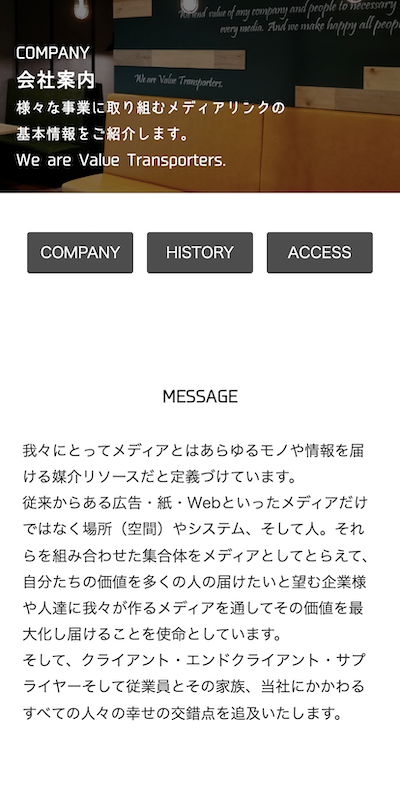 We lend value of any company and people to necessary
every media. And we make happy all people
We are Value Transporters.
COMPANY
会社案内
様々な事業に取り組むメディアリンクの
基本情報をご紹介します。
We are Value Transporters.
COMPANY
HISTORY
ACCESS
MESSAGE
我々にとってメディアとはあらゆるモノや情報を届
ける媒介リソースだと定義づけています。
従来からある広告・紙・Webといったメディアだけ
ではなく場所（空間）やシステム、そして人。それ
らを組み合わせた集合体をメディアとしてとらえて、
自分たちの価値を多くの人の届けたいと望む企業様
や人達に我々が作るメディアを通してその価値を最
大化し届けることを使命としています。
そして、クライアント・エンドクライアント・サプ
ライヤーそして従業員とその家族、当社にかかわる
すべての人々の幸せの交錯点を追及いたします。